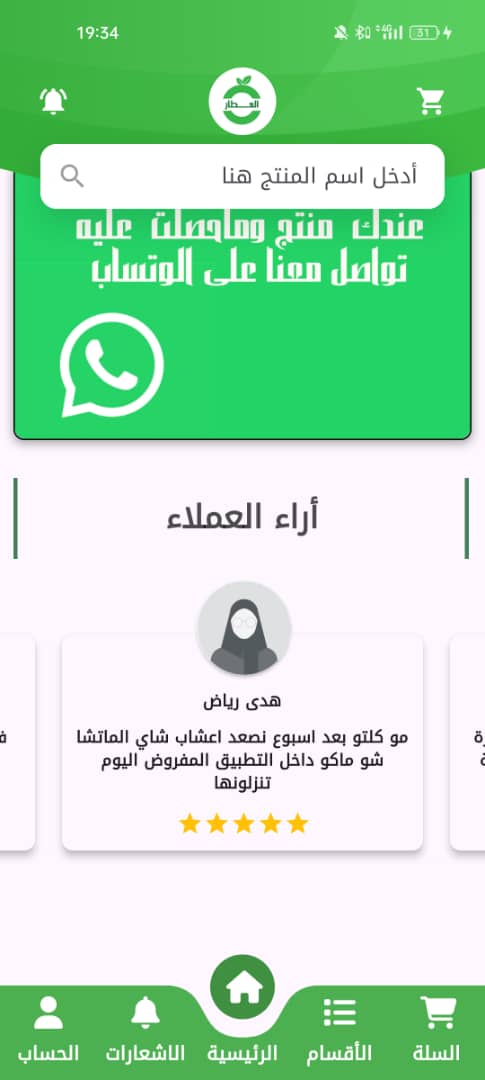 19:34
4G
31
العطار
أدخل اسم المنتج هنا
عندك منتج وماحصلت عليه
تواصل معنا على الوتساب
أراء العملاء
هدى رياض
مو كلتو بعد اسبوع نصعد اعشاب شاي الماتشا
شو ماكو داخل التطبيق المفروض اليوم
تنزلونها
السلة
الأقسام
الرئيسية
الاشعارات
الحساب